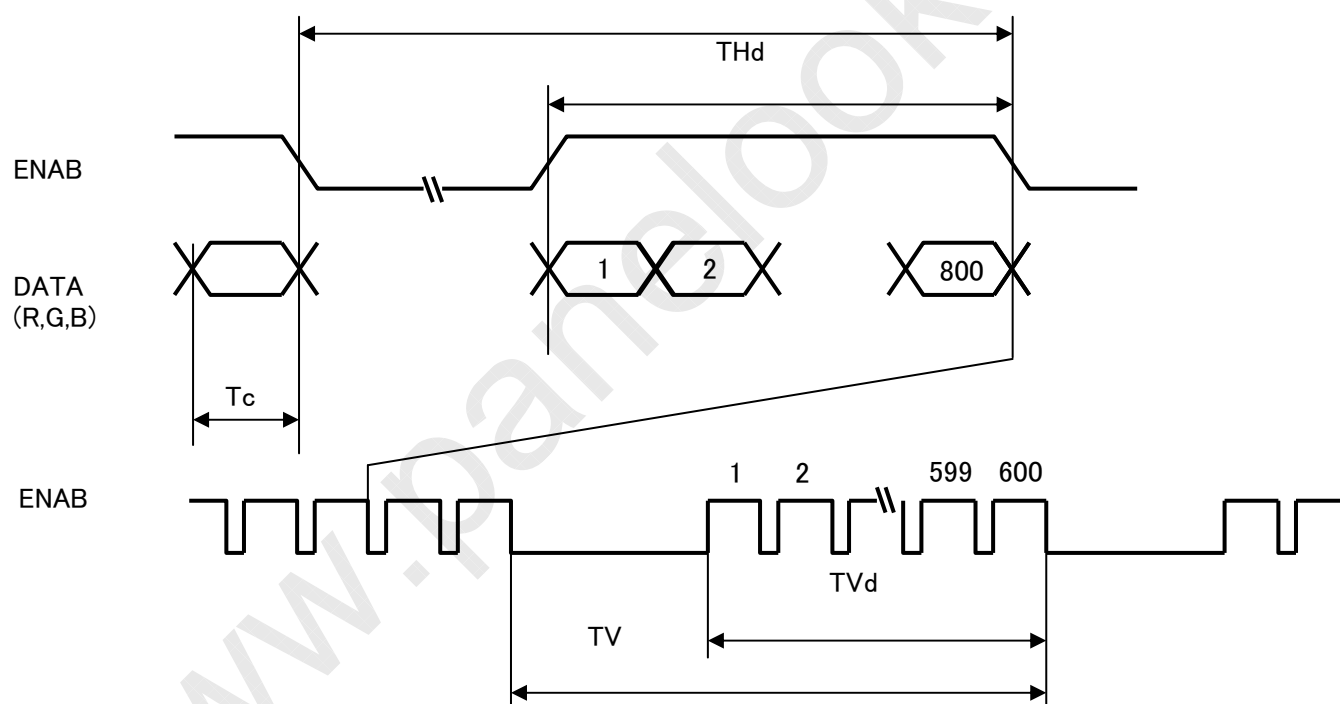 THd
ENAB
1 2 800
DATA
(R,G,B)
Tc
1 2 599 600
ENAB
TVd
TV
www.panelook